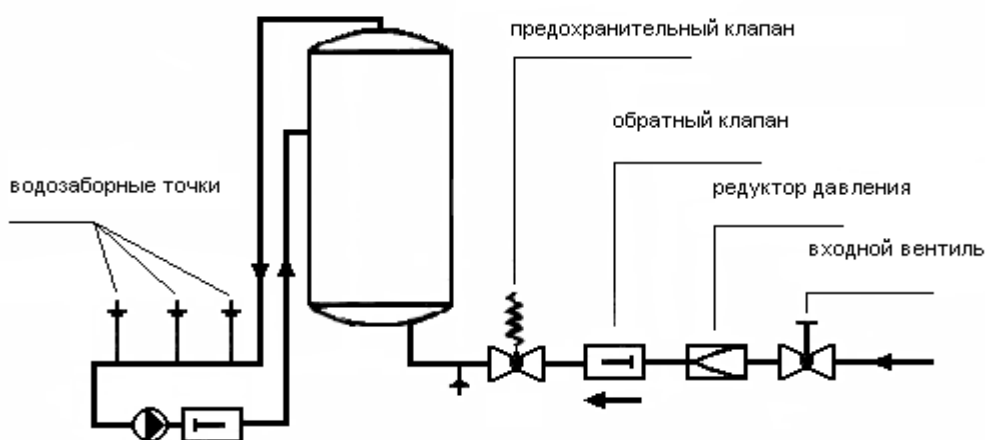 предохранительный клапан
обратный клапан
водозаборные точки
редуктор давления
входной вентиль